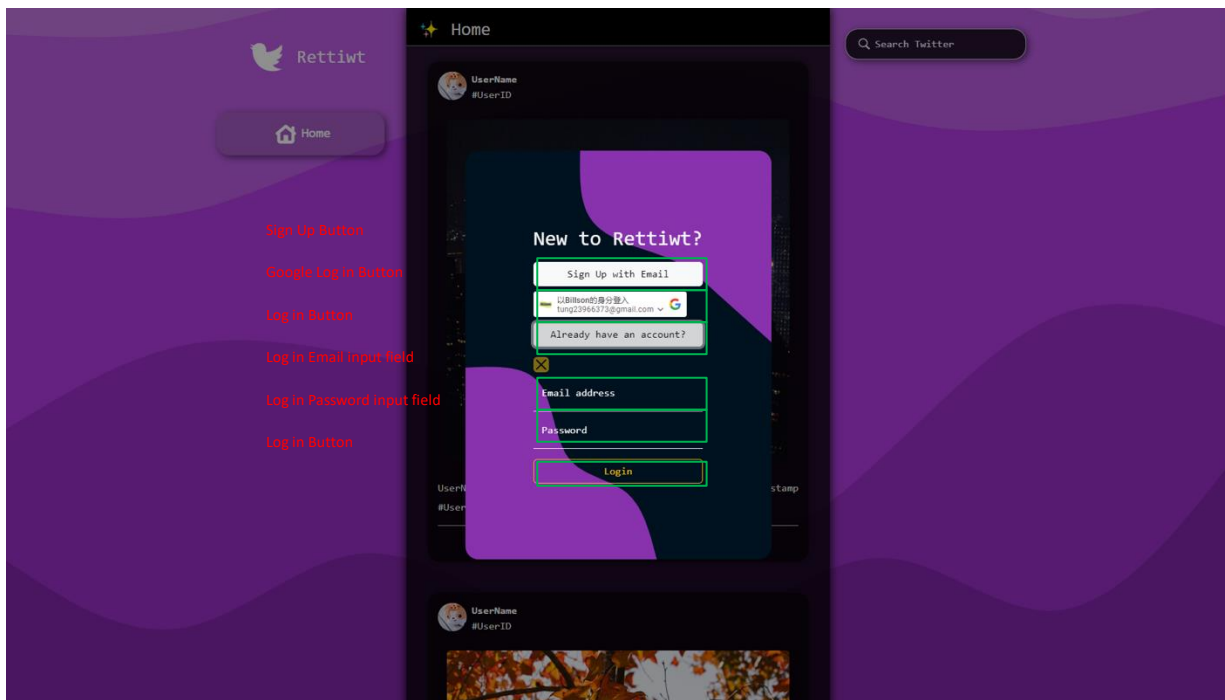 Home
Rettiwt
Search Twitter
UserName
#UserID
Home
Sign Up Button
Google Log in Button
Log in Button
Log in Email input field
Log in Password input field
Log in Button
New to Rettiwt?
Sign Up with Email
以Billson的身分登入
tung23966373@gmail.com
Already have an account?
Email address
Password
Login
UserN
stamp
#User
UserName
#UserID